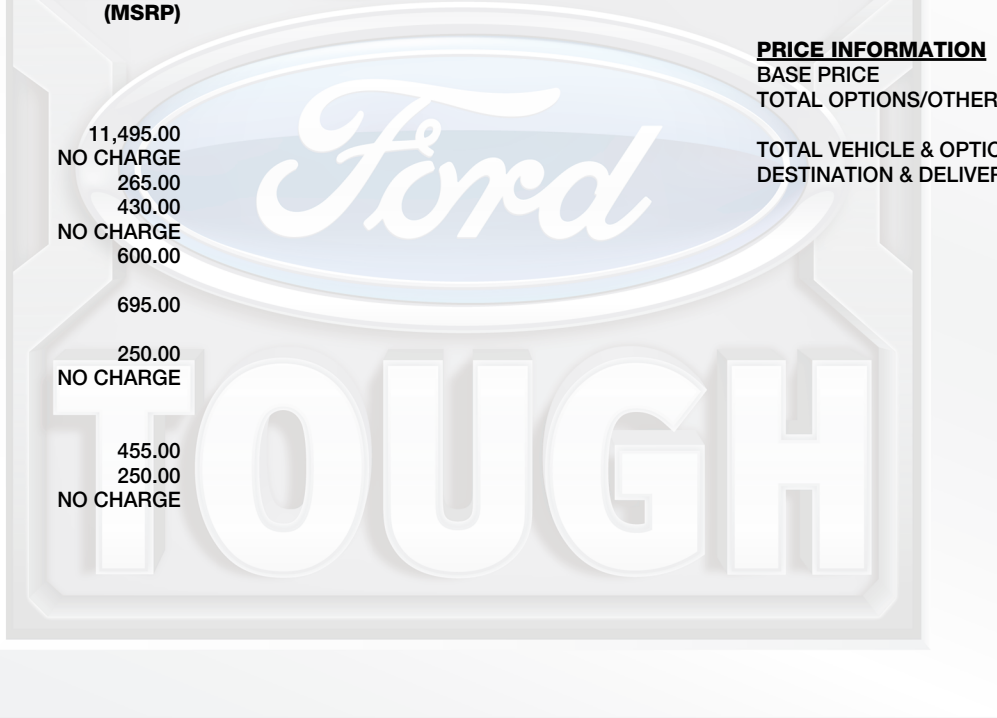 (MSRP)
11,495.00
NO CHARGE
265.00
430.00
NO CHARGE
600.00
695.00
250.00
NO CHARGE
455.00
250.00
NO CHARGE
PRICE INFORMATION
BASE PRICE
TOTAL OPTIONS/OTHER
TOTAL VEHICLE & OPTIO
DESTINATION & DELIVER
Ford
TOUGH